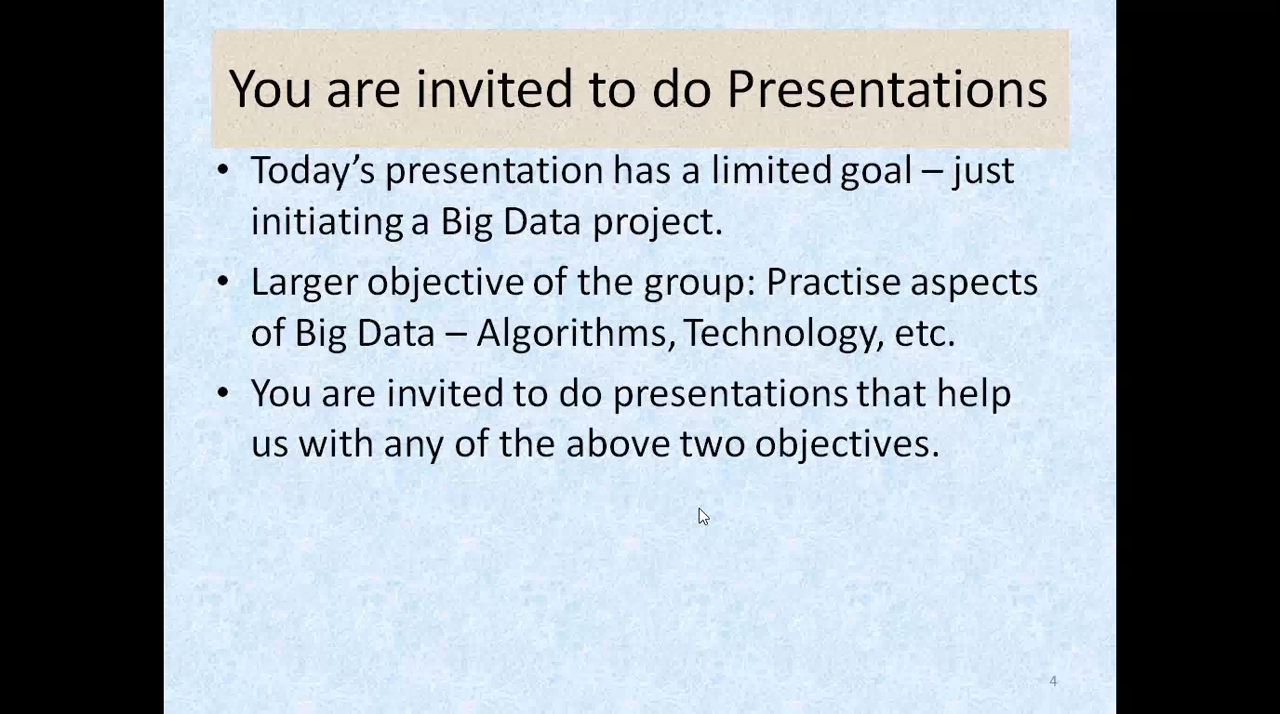 You are invited to do Presentations
• Today’s presentation has a limited goal – just
initiating a Big Data project.
• Larger objective of the group: Practise aspects
of Big Data – Algorithms, Technology, etc.
• You are invited to do presentations that help
us with any of the above two objectives.
4